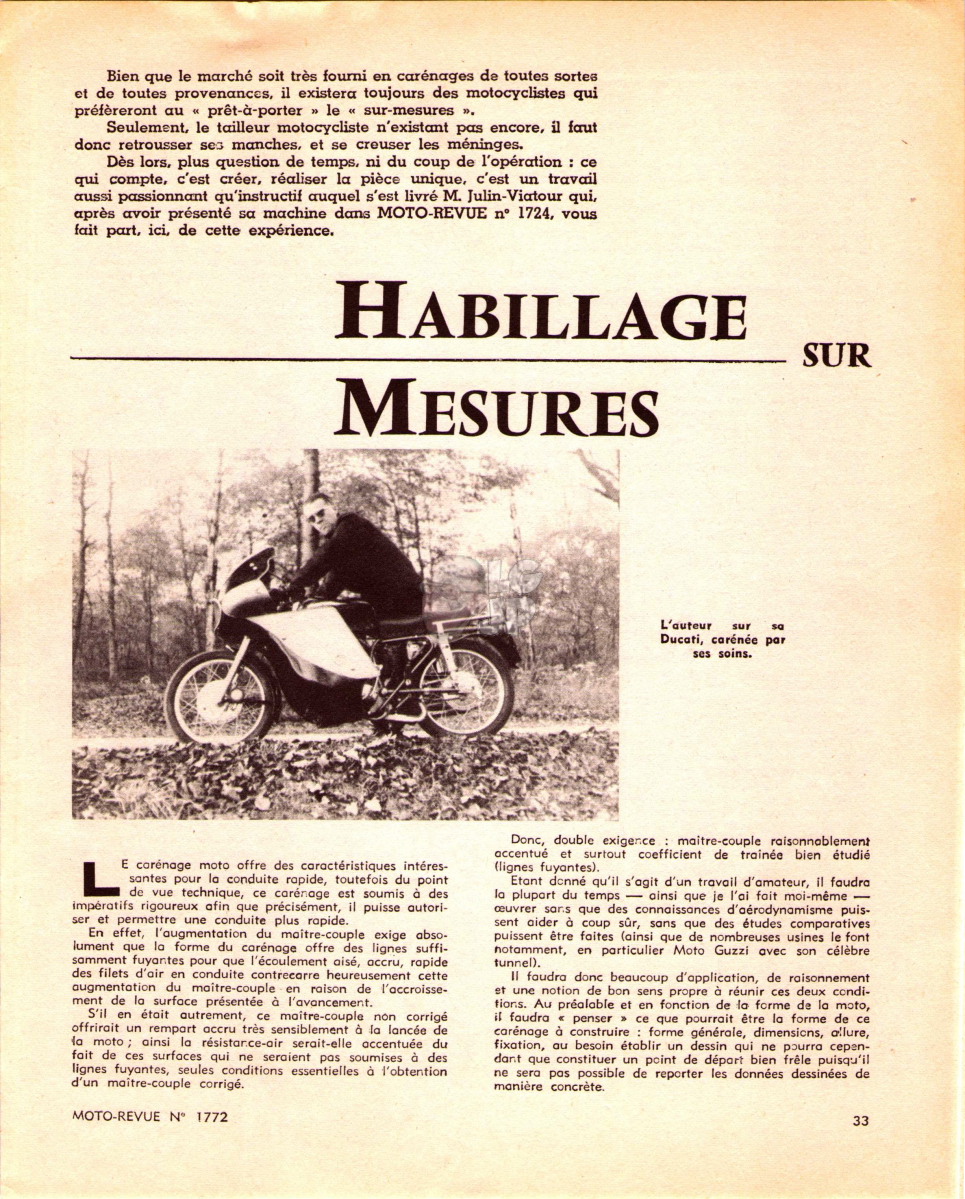 Bien que le marché soit très fourni en carénages de toutes sortes
et de toutes provenances, il existera toujours des motocyclistes qui
préfèreront au « prêt-à-porter » le « sur-mesures ».
Seulement, le tailleur motocycliste n'existant pas encore, il faut
donc retrousser ses manches, et se creuser les méninges.
Dès lors, plus question de temps, ni du coup de l'opération : ce
qui compte, c'est créer, réaliser la pièce unique, c'est un travail
aussi passionnant qu'instructif auquel s'est livré M. Julin-Viatour qui,
après avoir présenté sa machine dans MOTO-REVUE n° 1724, vous
fait part, ici, de cette expérience.
HABILLAGE
SUR
MESURES
L'auteur sur sa
Ducati, carénée par
ses soins.
LE carénage moto offre des caractéristiques intéres-
santes pour la conduite rapide, toutefois du point
de vue technique, ce carénage est soumis à des
impératifs rigoureux afin que précisément, il puisse autori-
ser et permettre une conduite plus rapide.
En effet, l'augmentation du maître-couple exige abso-
lument que la forme du carénage offre des lignes suffi-
samment fuyantes pour que l'écoulement aisé, accru, rapide
des filets d'air en conduite contrecarre heureusement cette
augmentation du maître-couple en raison de l'accroisse-
ment de la surface présentée à l'avancement.
S'il en était autrement, ce maître-couple non corrigé
offrirait un rempart accru très sensiblement à la lancée de
la moto ; ainsi la résistance-air serait-elle accentuée du
fait de ces surfaces qui ne seraient pas soumises à des
lignes fuyantes, seules conditions essentielles à l'obtention
d'un maître-couple corrigé.
Donc, double exigence : maître-couple raisonnablement
accentué et surtout coefficient de trainée bien étudié
(lignes fuyantes).
Etant donné qu'il s'agit d'un travail d'amateur, il faudra
la plupart du temps — ainsi que je l'ai fait moi-même —
œuvrer sans que des connaissances d'aérodynamisme puis-
sent aider à coup sûr, sans que des études comparatives
puissent être faites (ainsi que de nombreuses usines le font
notamment, en particulier Moto Guzzi avec son célèbre
tunnel).
Il faudra donc beaucoup d'application, de raisonnement
et une notion de bon sens propre à réunir ces deux condi-
tions. Au préalable et en fonction de la forme de la moto,
il faudra « penser » ce que pourrait être la forme de ce
carénage à construire : forme générale, dimensions, allure,
fixation, au besoin établir un dessin qui ne pourra cepen-
dant que constituer un point de départ bien frêle puisqu'il
ne sera pas possible de reporter les données dessinées de
manière concrète.
MOTO-REVUE N° 1772
33